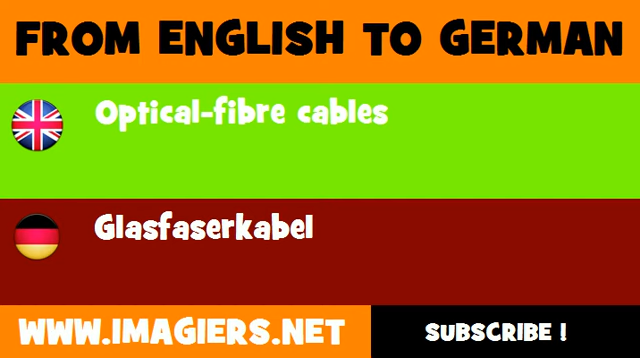 FROM ENGLISH TO GERMAN
Optical-fibre cables
Glasfaserkabel
WWW.IMAGIERS.NET
SUBSCRIBE !